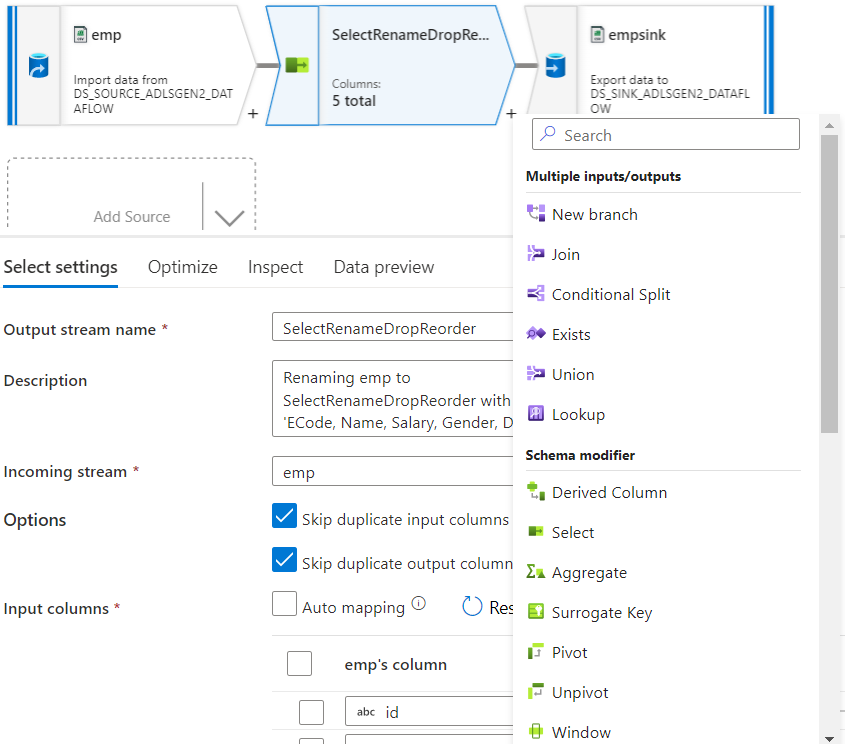 emp
Import data from
DS_SOURCE_ADLSGEN2_DAT
AFLOW
+
SelectRenameDropRe...
Columns:
5 total
+
empsink
Export data to
DS_SINK_ADLSGEN2_DATAFL
OW
Add Source
Search
Multiple inputs/outputs
New branch
Join
Conditional Split
Exists
Union
Lookup
Schema modifier
Derived Column
Select
Aggregate
Surrogate Key
Pivot
Unpivot
Window
Select settings
Optimize
Inspect
Data preview
Output stream name *
SelectRenameDropReorder
Description
Renaming emp to
SelectRenameDropReorder with
'ECode, Name, Salary, Gender, D
Incoming stream *
emp
Options
Skip duplicate input columns
Skip duplicate output column
Input columns *
Auto mapping
Res
emp's column
abc id